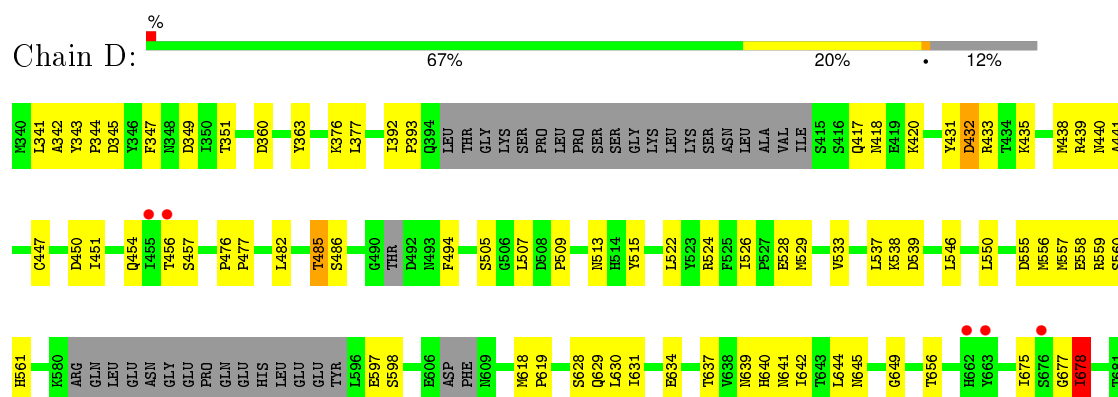 %
Chain D:
67% 20% • 12%
M340 L341 A342 Y343 P344 D345 Y346 F347 N348 D349 I350 T351 D360 Y363 K376 L377 I392 P393 Q394 LEU THR GLY LYS SER PRO LEU PRO SER SER GLY LYS LEU LYS SER ASN LEU ALA VAL ILE S415 S416 Q417 N418 E419 K420 Y431 D432 R433 T434 K435 M438 R439 N440 A441
C447 D450 I451 Q454 I455 T456 S457 P476 P477 L482 T485 S486 G490 THR D492 N493 F494 S505 G506 L507 D508 P509 N513 H514 Y515 L522 Y523 R524 F525 I526 P527 E528 M529 V533 L537 K538 D539 L546 L550 D555 M556 M557 E558 R559 S560
H561 K580 ARG GLN LEU GLU ASN GLY GLU PRO GLN GLU HIS LEU GLU GLU TYR L596 E597 S598 E606 ASP PHE N609 M618 P619 S628 Q629 L630 I631 E634 T637 V638 N639 H640 N641 I642 T643 L644 N645 G649 T656 H662 Y663 I675 S676 G677 I678 T681